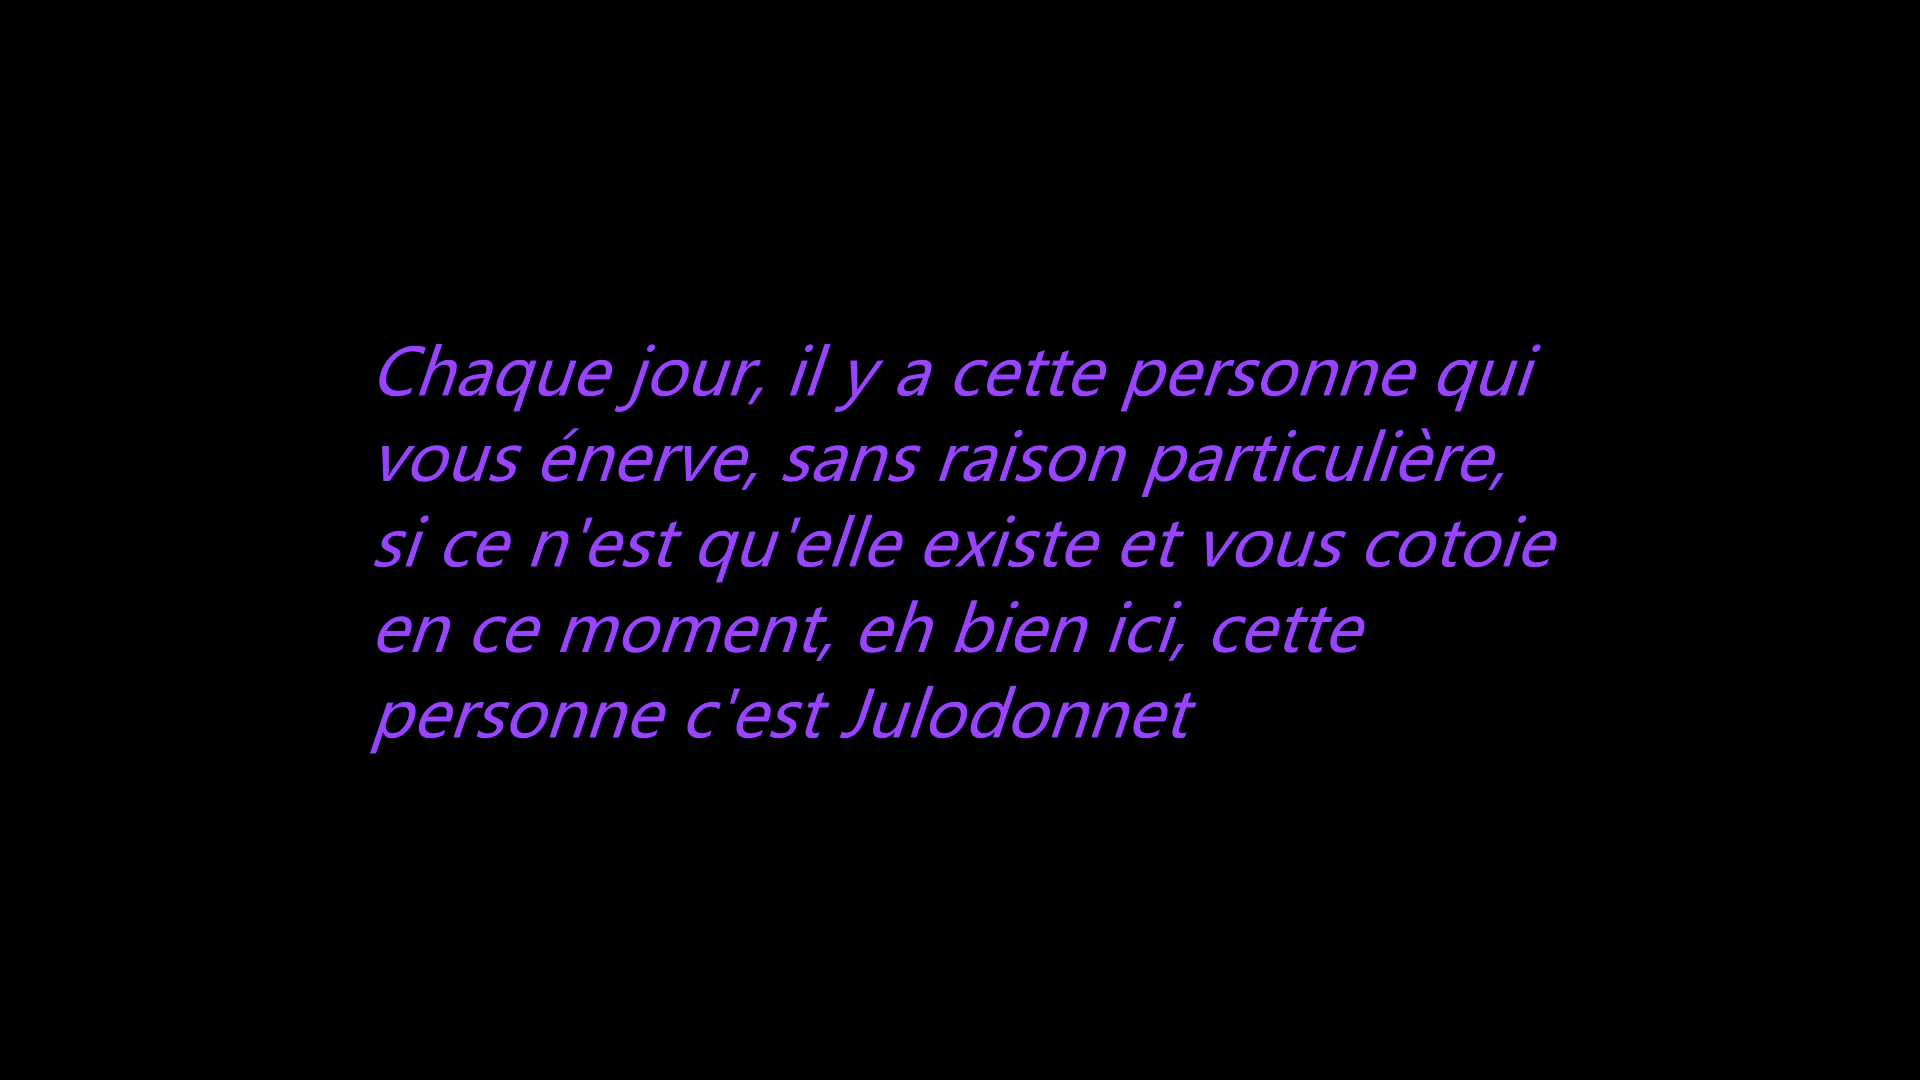 Chaque jour, il y a cette personne qui
vous énerve, sans raison particulière,
si ce n'est qu'elle existe et vous cotoie
en ce moment, eh bien ici, cette
personne c'est Julodonnet